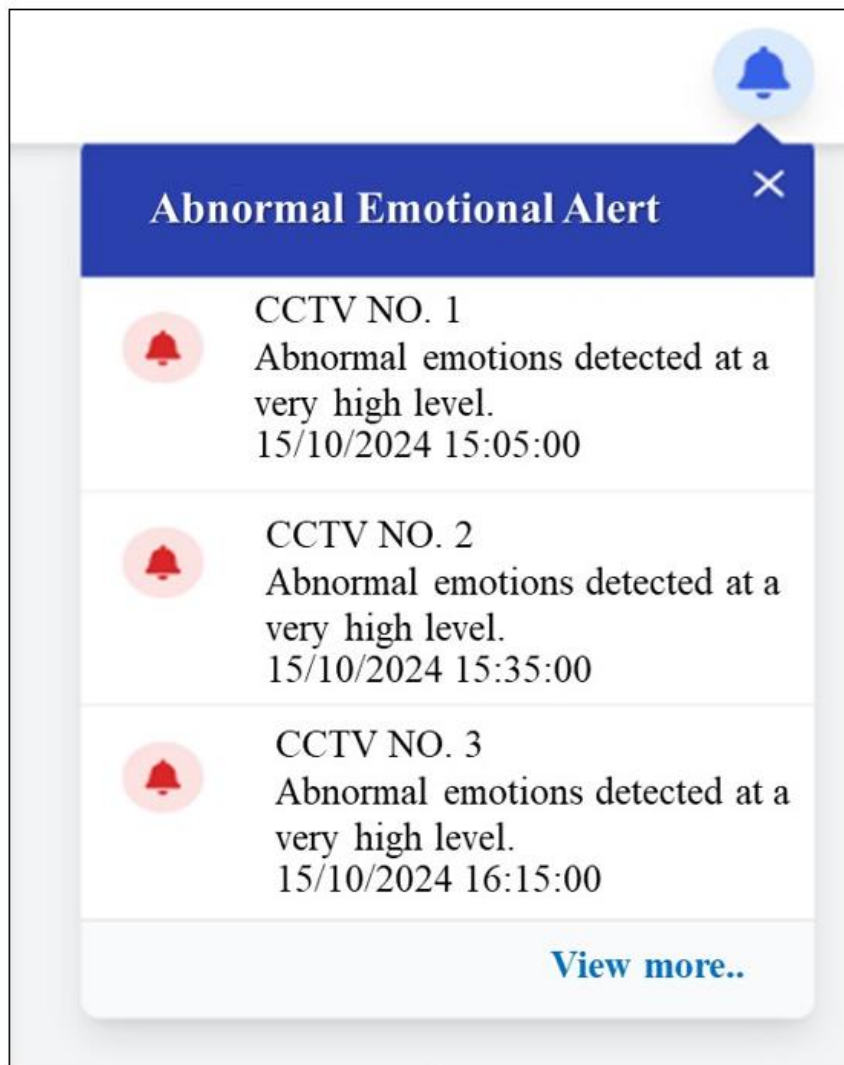 Abnormal Emotional Alert
CCTV NO. 1
Abnormal emotions detected at a
very high level.
15/10/2024 15:05:00
CCTV NO. 2
Abnormal emotions detected at a
very high level.
15/10/2024 15:35:00
CCTV NO. 3
Abnormal emotions detected at a
very high level.
15/10/2024 16:15:00
View more..